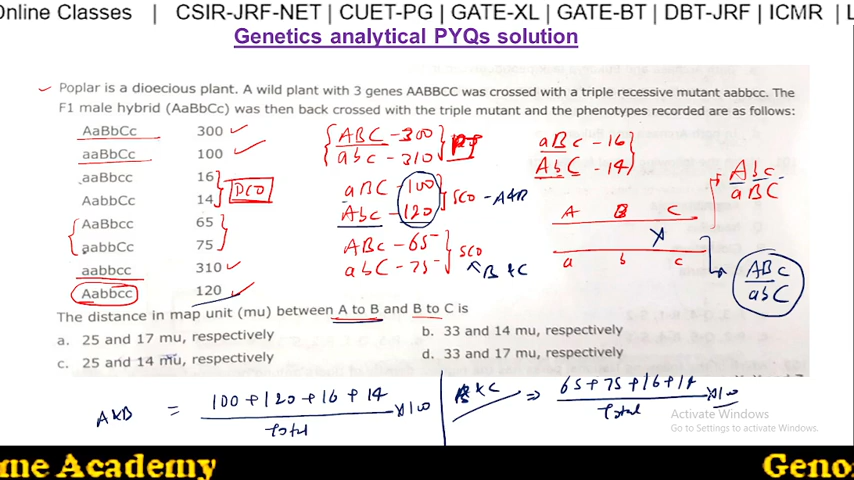 Online Classes | CSIR-JRF-NET | CUET-PG | GATE-XL | GATE-BT | DBT-JRF | ICMR |
Genetics analytical PYQs solution
Poplar is a dioecious plant. A wild plant with 3 genes AABBCC was crossed with a triple recessive mutant aabbcc. The
F1 male hybrid (AaBbCc) was then back crossed with the triple mutant and the phenotypes recorded are as follows:
AaBbCc 300
aaBbCc 100
aaBbcc 16
AabbCc 14
AaBbcc 65
aabbCc 75
aabbcc 310
Aabbcc 120
DCO
ABC - 300
abc - 310
aBC - 100
Abc - 120
SCO - A&B
ABc - 65
abC - 75
SCO
B & C
aBc - 16
AbC - 14
A B C
a b c
Abc
aBC
ABc
abC
The distance in map unit (mu) between A to B and B to C is
a. 25 and 17 mu, respectively
b. 33 and 14 mu, respectively
c. 25 and 14 mu, respectively
d. 33 and 17 mu, respectively
A&B = 100 + 120 + 16 + 14 / Total × 100
B&C ⇒ 65 + 75 + 16 + 14 / Total × 100
Activate Windows
Go to Settings to activate Windows.
me Academy
Geno